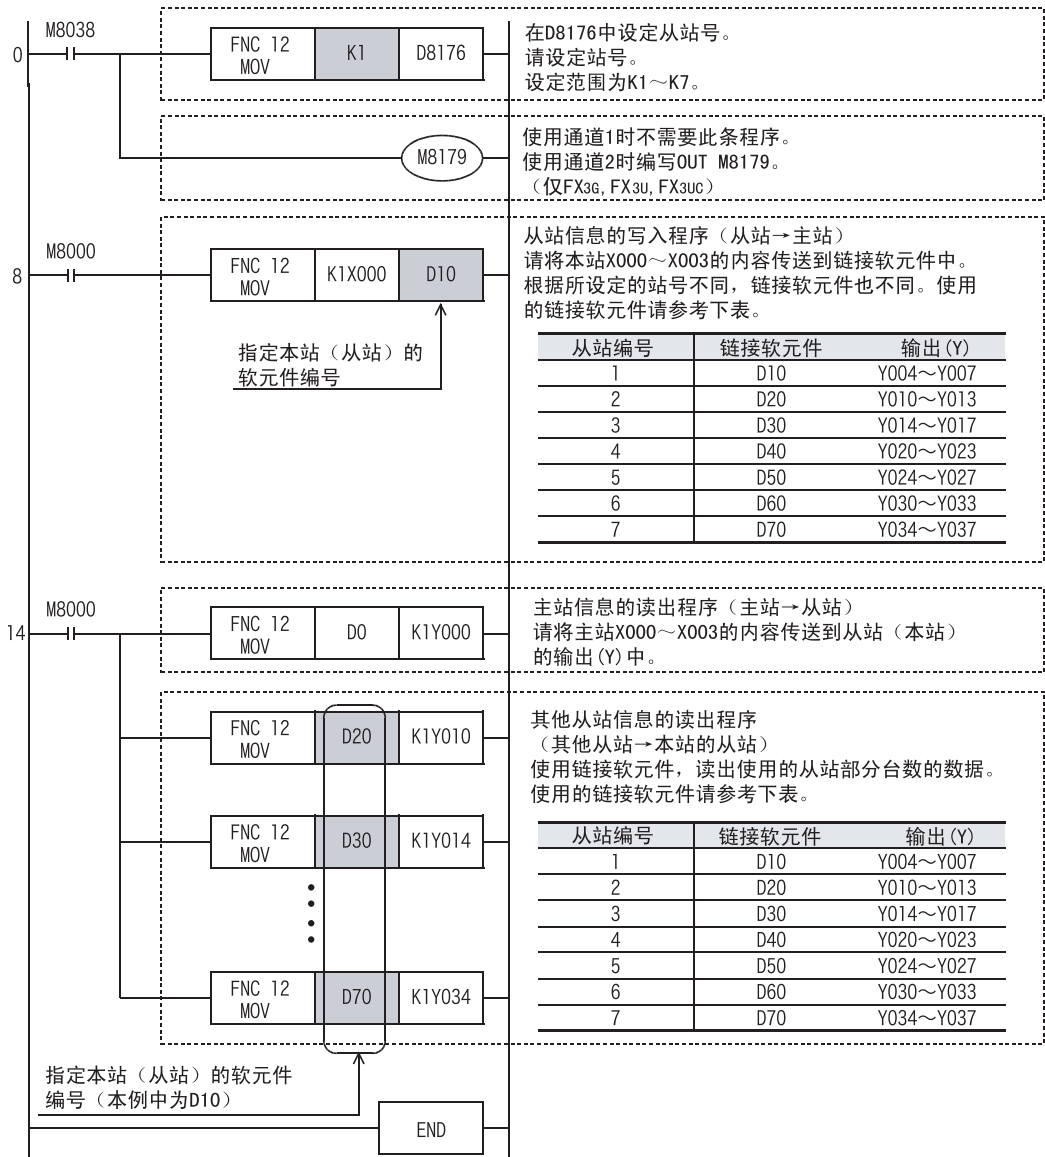 M8038
0
FNC 12
MOV
K1
D8176
在D8176中设定从站号。
请设定站号。
设定范围为K1～K7。
M8179
使用通道1时不需要此条程序。
使用通道2时编写OUT M8179。
（仅FX3G, FX3U, FX3UC）
M8000
8
FNC 12
MOV
K1X000
D10
指定本站（从站）的
软元件编号
从站信息的写入程序（从站→主站）
请将本站X000～X003的内容传送到链接软元件中。
根据所设定的站号不同，链接软元件也不同。使用
的链接软元件请参考下表。
从站编号 链接软元件 输出(Y)
1 D10 Y004～Y007
2 D20 Y010～Y013
3 D30 Y014～Y017
4 D40 Y020～Y023
5 D50 Y024～Y027
6 D60 Y030～Y033
7 D70 Y034～Y037
M8000
14
FNC 12
MOV
D0
K1Y000
主站信息的读出程序（主站→从站）
请将主站X000～X003的内容传送到从站（本站）
的输出(Y)中。
FNC 12
MOV
D20
K1Y010
FNC 12
MOV
D30
K1Y014
FNC 12
MOV
D70
K1Y034
其他从站信息的读出程序
（其他从站→本站的从站）
使用链接软元件，读出使用的从站部分台数的数据。
使用的链接软元件请参考下表。
从站编号 链接软元件 输出(Y)
1 D10 Y004～Y007
2 D20 Y010～Y013
3 D30 Y014～Y017
4 D40 Y020～Y023
5 D50 Y024～Y027
6 D60 Y030～Y033
7 D70 Y034～Y037
指定本站（从站）的软元件
编号（本例中为D10）
END